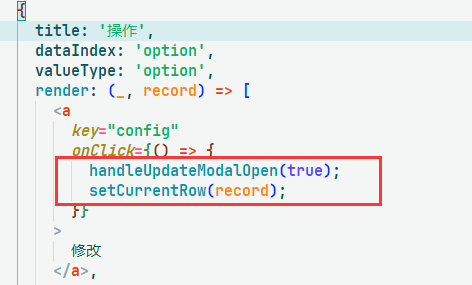 {
title: '操作',
dataIndex: 'option',
valueType: 'option',
render: (_, record) => [
<a
key="config"
onClick={() => {
handleUpdateModalOpen(true);
setCurrentRow(record);
}}
>
修改
</a>,